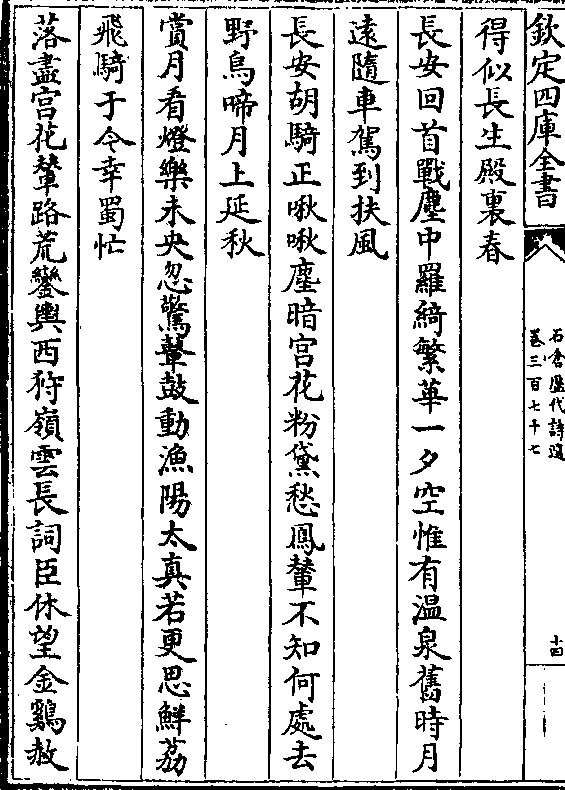 欽定四庫全書
石倉歷代詩選
卷三百七十七
十四
得似長生殿裏春
長安回首戰塵中羅綺繁華一夕空惟有温泉舊時月
遠隨車駕到扶風
長安胡騎正啾啾塵暗宫花粉黛愁鳳輦不知何處去
野鳥啼月上延秋
賞月看燈樂未央忽驚鼙鼓動漁陽太真若更思鮮荔
飛騎于今幸蜀忙
落盡宫花輦路荒鑾輿西狩嶺雲長詞臣休望金鷄赦